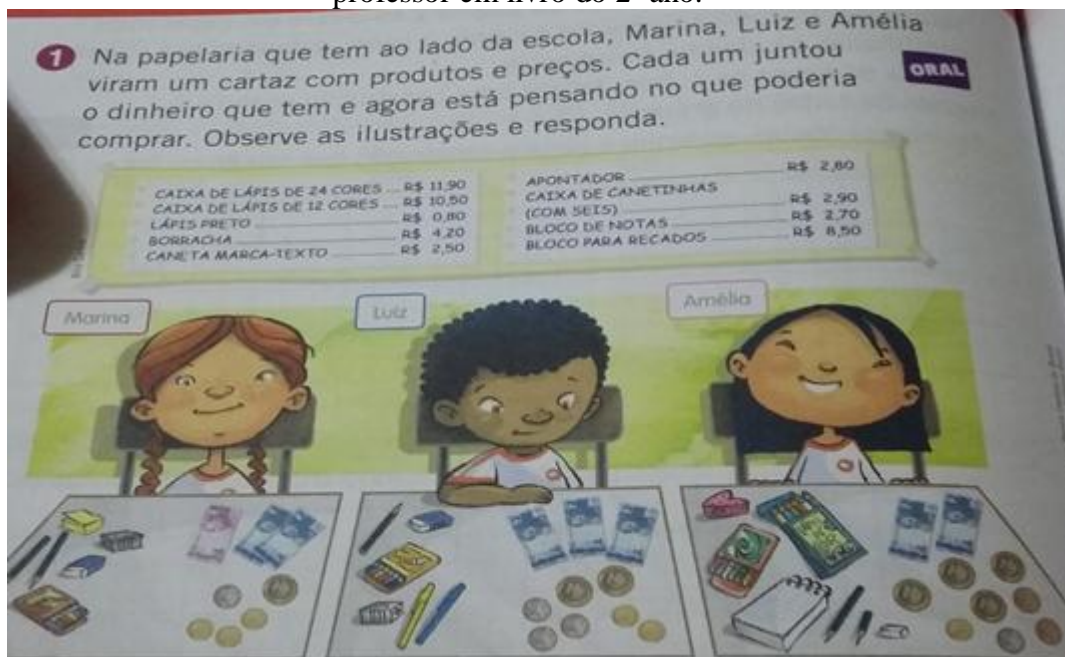 professor em livro do 2º ano.
1 Na papelaria que tem ao lado da escola, Marina, Luiz e Amélia
viram um cartaz com produtos e preços. Cada um juntou
o dinheiro que tem e agora está pensando no que poderia
comprar. Observe as ilustrações e responda.
ORAL
CAIXA DE LÁPIS DE 24 CORES R$ 11,90
CAIXA DE LÁPIS DE 12 CORES R$ 10,50
LÁPIS PRETO R$ 0,80
BORRACHA R$ 4,20
CANETA MARCA-TEXTO R$ 2,50
APONTADOR R$ 2,80
CAIXA DE CANETINHAS
(COM SEIS) R$ 2,90
BLOCO DE NOTAS R$ 2,70
BLOCO PARA RECADOS R$ 8,50
Marina
Luiz
Amélia